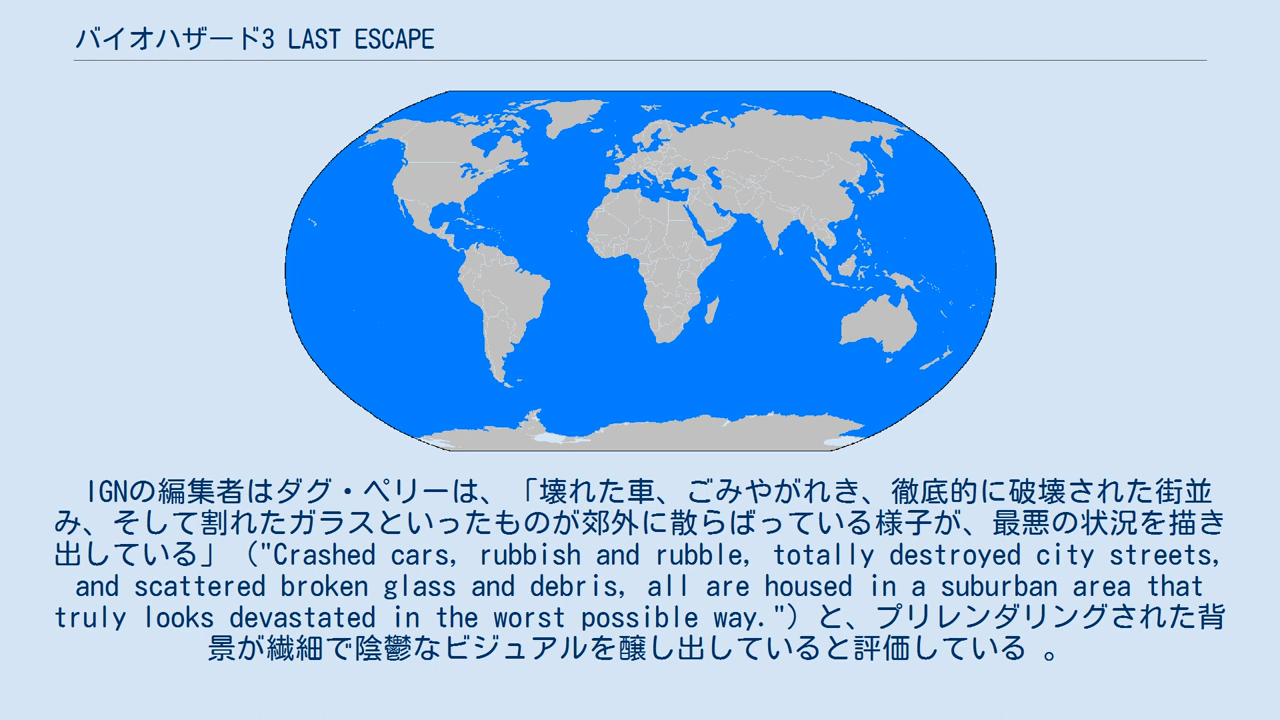 バイオハザード3 LAST ESCAPE
IGNの編集者はダグ・ペリーは、「壊れた車、ごみやがれき、徹底的に破壊された街並
み、そして割れたガラスといったものが郊外に散らばっている様子が、最悪の状況を描き
出している」（"Crashed cars, rubbish and rubble, totally destroyed city streets,
and scattered broken glass and debris, all are housed in a suburban area that
truly looks devastated in the worst possible way."）と、プリレンダリングされた背
景が繊細で陰鬱なビジュアルを醸し出していると評価している 。